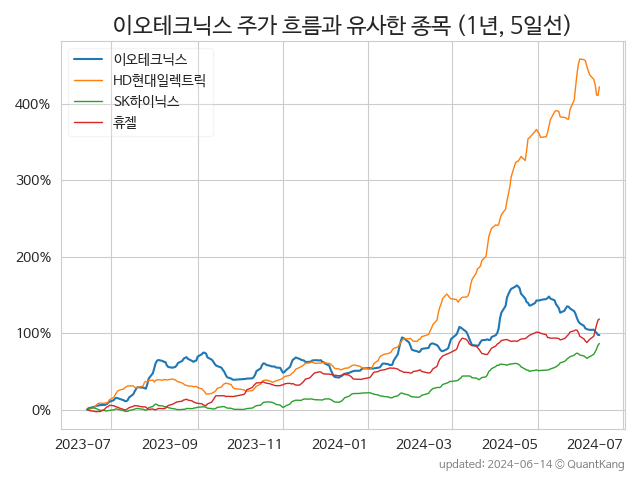 이오테크닉스 주가 흐름과 유사한 종목 (1년, 5일선)
이오테크닉스
HD현대일렉트릭
SK하이닉스
휴젤
400%
300%
200%
100%
0%
2023-07 2023-09 2023-11 2024-01 2024-03 2024-05 2024-07
updated: 2024-06-14 © QuantKang